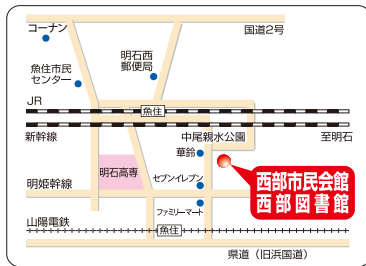 コーナン
国道2号
明石西
郵便局
魚住市民
センター
JR
魚住
新幹線
中尾親水公園
至明石
華鈴
明石高専
セブンイレブン
西部市民会館
西部図書館
明姫幹線
ファミリーマート
山陽電鉄
魚住
県道（旧浜国道）